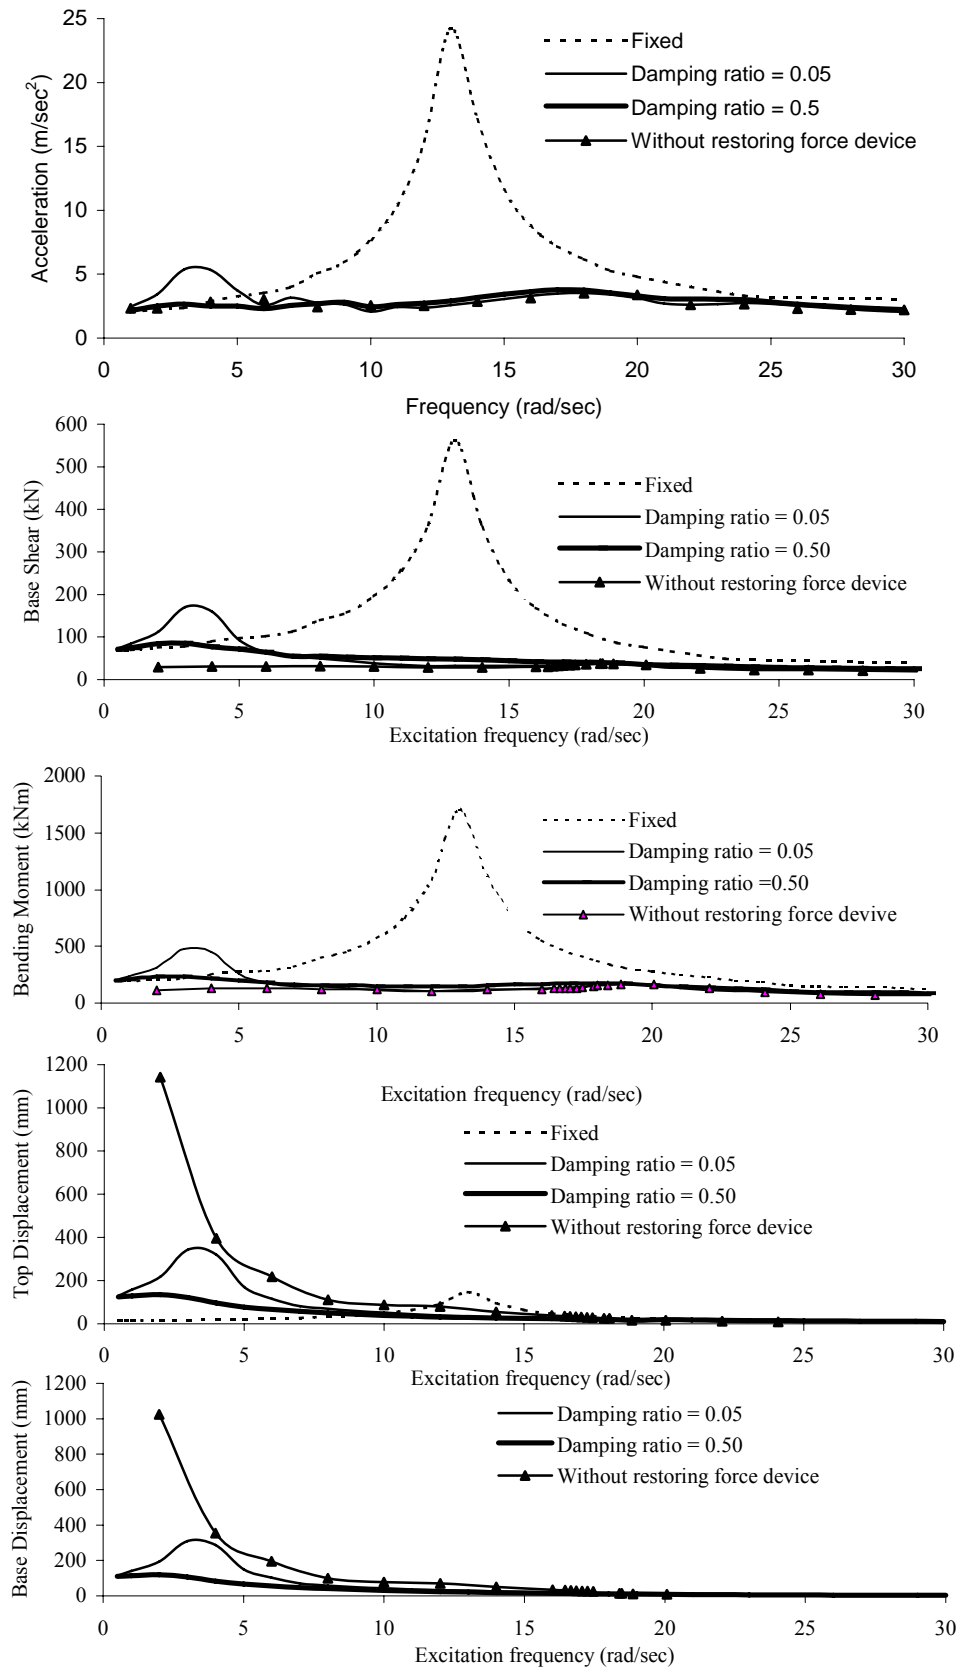 25
20
15
10
5
0
Acceleration (m/sec²)
Fixed
Damping ratio = 0.05
Damping ratio = 0.5
Without restoring force device
0 5 10 15 20 25 30
Frequency (rad/sec)
600
500
400
300
200
100
0
Base Shear (kN)
Fixed
Damping ratio = 0.05
Damping ratio = 0.50
Without restoring force device
0 5 10 15 20 25 30
Excitation frequency (rad/sec)
2000
1500
1000
500
0
Bending Moment (kNm)
Fixed
Damping ratio = 0.05
Damping ratio =0.50
Without restoring force devive
0 5 10 15 20 25 30
Excitation frequency (rad/sec)
1200
1000
800
600
400
200
0
Top Displacement (mm)
Fixed
Damping ratio = 0.05
Damping ratio = 0.50
Without restoring force device
0 5 10 15 20 25 30
Excitation frequency (rad/sec)
1200
1000
800
600
400
200
0
Base Displacement (mm)
Damping ratio = 0.05
Damping ratio = 0.50
Without restoring force device
0 5 10 15 20 25 30
Excitation frequency (rad/sec)